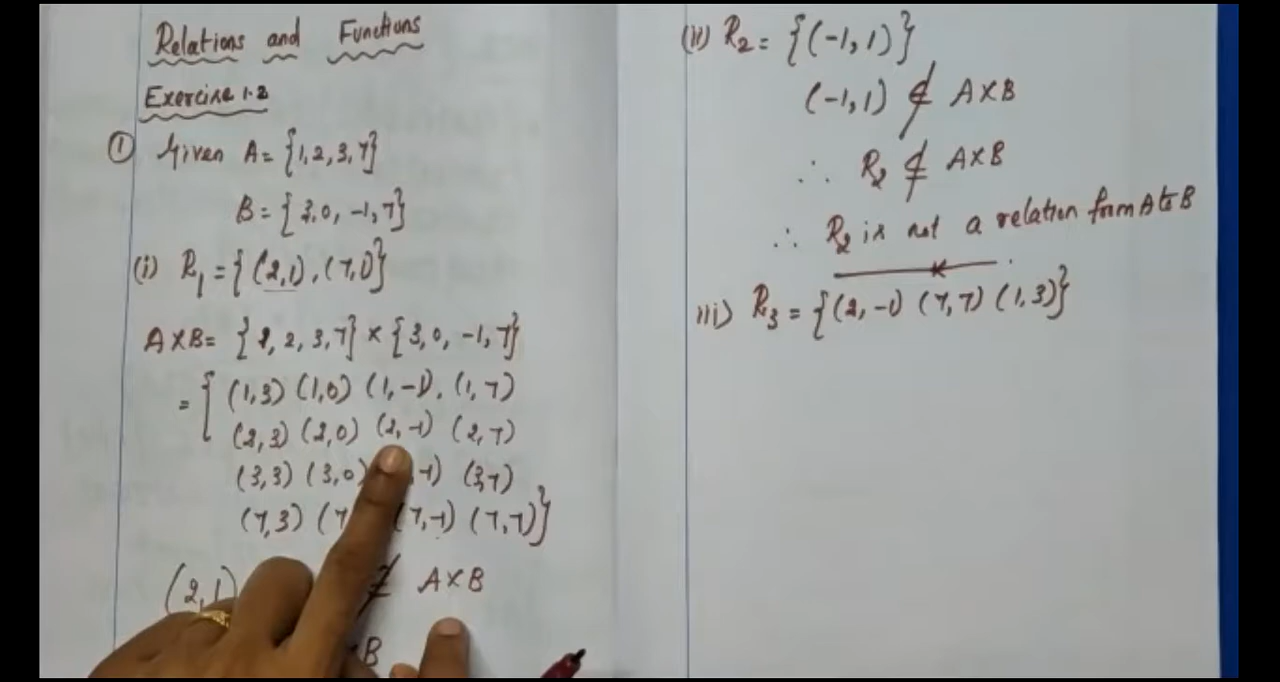 Relations and Functions
Exercise 1.2
① Given A = {1, 2, 3, 7}
B = {3, 0, -1, 7}
(i) R₁ = {(2,1), (7,1)}
A×B = {1, 2, 3, 7} × {3, 0, -1, 7}
= { (1,3) (1,0) (1,-1), (1,7)
(2,3) (2,0) (2,-1) (2,7)
(3,3) (3,0) -1) (3,7)
(7,3) (7 (7,-1) (7,7) }
(2,1) ∉ A×B
B
(ii) R₂ = {(-1,1)}
(-1,1) ∉ A×B
∴ R₂ ⊄ A×B
∴ R₂ is not a relation from A to B
iii) R₃ = {(2,-1) (7,7) (1,3)}